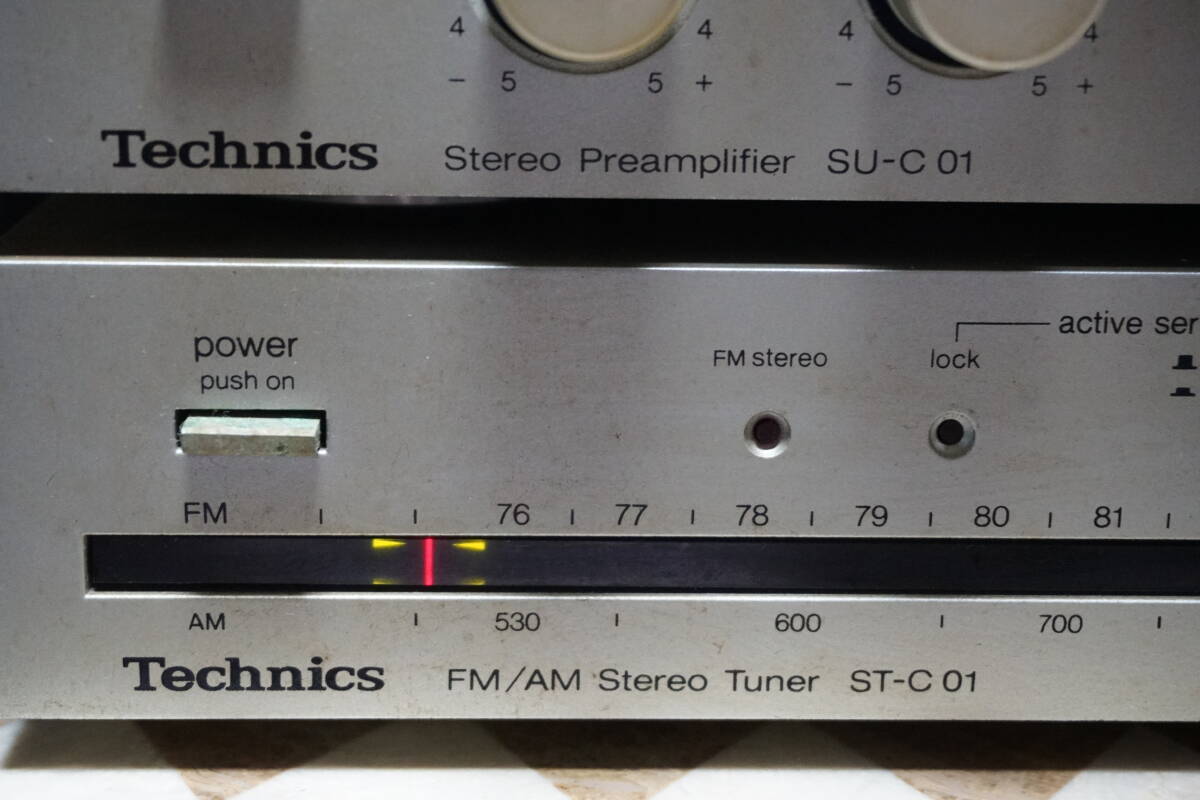 4 4 4 4
– 5 5 + – 5 5 +
Technics Stereo Preamplifier SU-C 01
active ser
power FM stereo lock
push on
FM 76 77 78 79 80 81
AM 530 600 700
Technics FM/AM Stereo Tuner ST-C 01